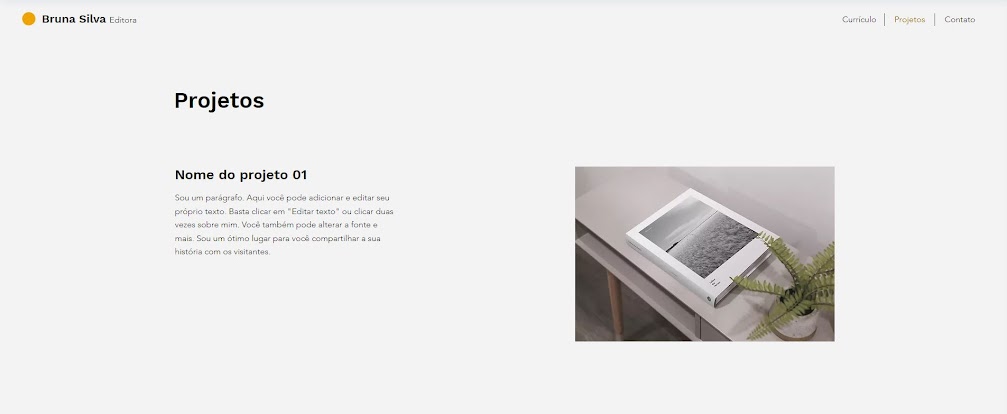 Bruna Silva Editora
Currículo
Projetos
Contato
Projetos
Nome do projeto 01
Sou um parágrafo. Aqui você pode adicionar e editar seu
próprio texto. Basta clicar em "Editar texto" ou clicar duas
vezes sobre mim. Você também pode alterar a fonte e
mais. Sou um ótimo lugar para você compartilhar a sua
história com os visitantes.